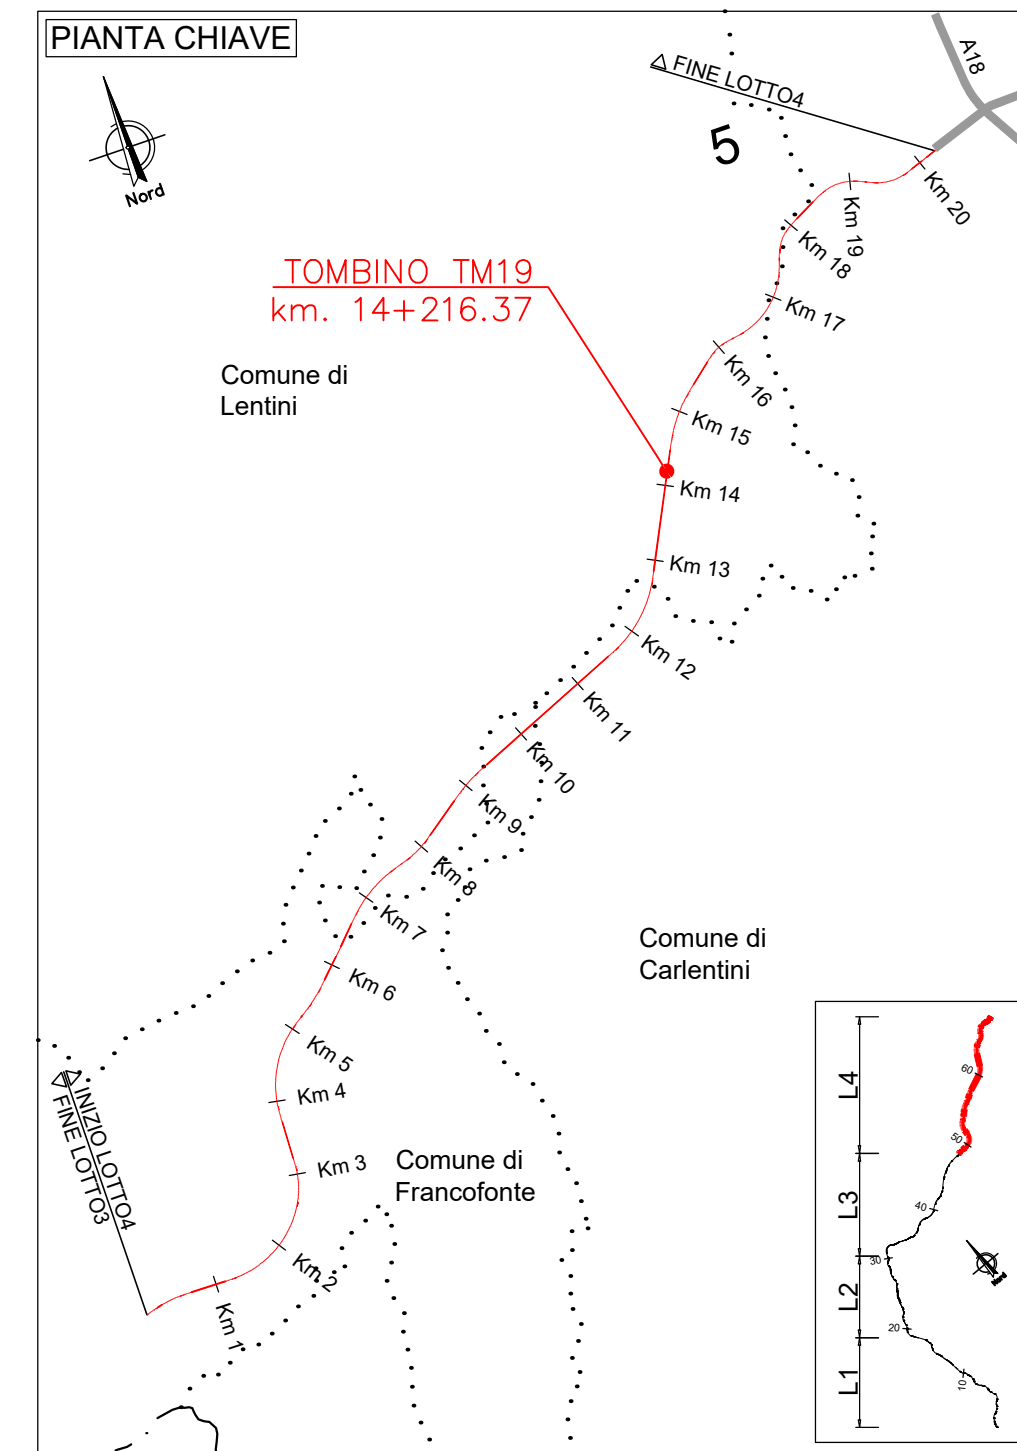 PIANTA CHIAVE
Nord
FINE LOTTO4
A18
5
Km 20
Km 19
Km 18
Km 17
TOMBINO TM19
km. 14+216.37
Km 16
Comune di
Lentini
Km 15
Km 14
Km 13
Km 12
Km 11
Km 10
Km 9
Km 8
Km 7
Comune di
Carlentini
Km 6
Km 5
Km 4
INIZIO LOTTO4
FINE LOTTO3
Km 3
Comune di
Francofonte
Km 2
Km 1
L4
60
50
L3
40
30
L2
20
L1
10